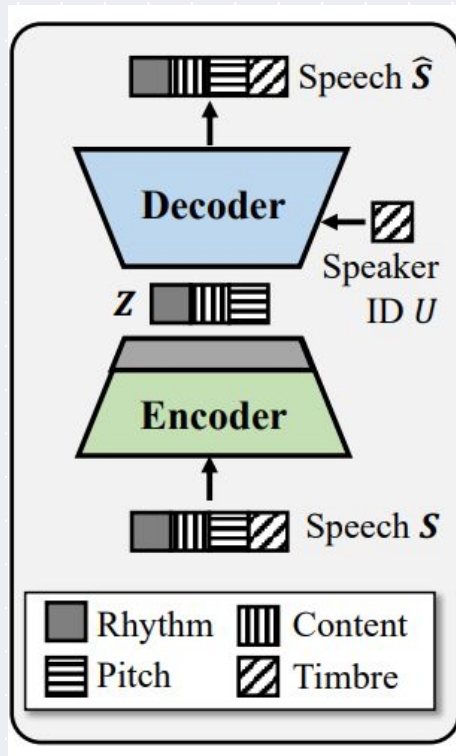 Speech Ŝ
Decoder
Speaker
ID U
Z
Encoder
Speech S
Rhythm Content
Pitch Timbre